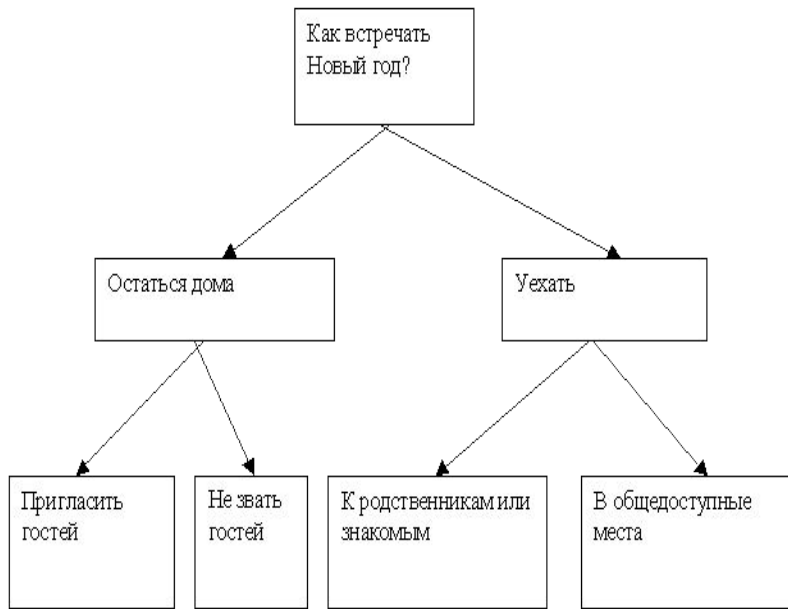 Как встречать
Новый год?
Остаться дома
Уехать
Пригласить
гостей
Не звать
гостей
К родственникам или
знакомым
В общедоступные
места